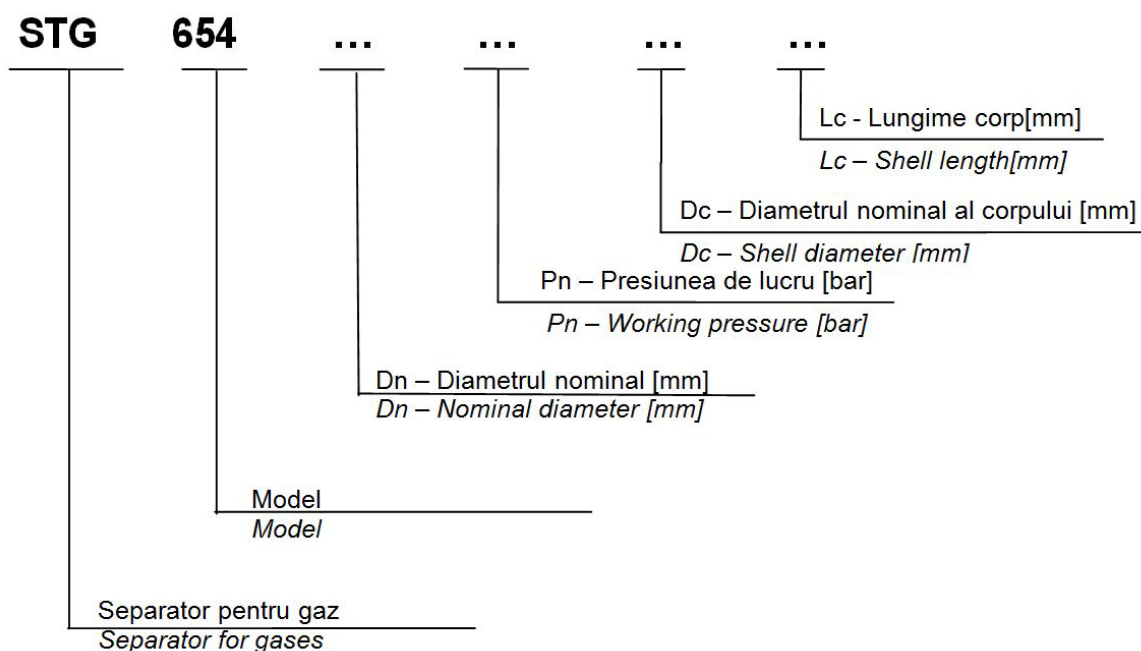 STG 654 ... ... ... ...
Lc - Lungime corp[mm]
Lc – Shell length[mm]
Dc – Diametrul nominal al corpului [mm]
Dc – Shell diameter [mm]
Pn – Presiunea de lucru [bar]
Pn – Working pressure [bar]
Dn – Diametrul nominal [mm]
Dn – Nominal diameter [mm]
Model
Model
Separator pentru gaz
Separator for gases